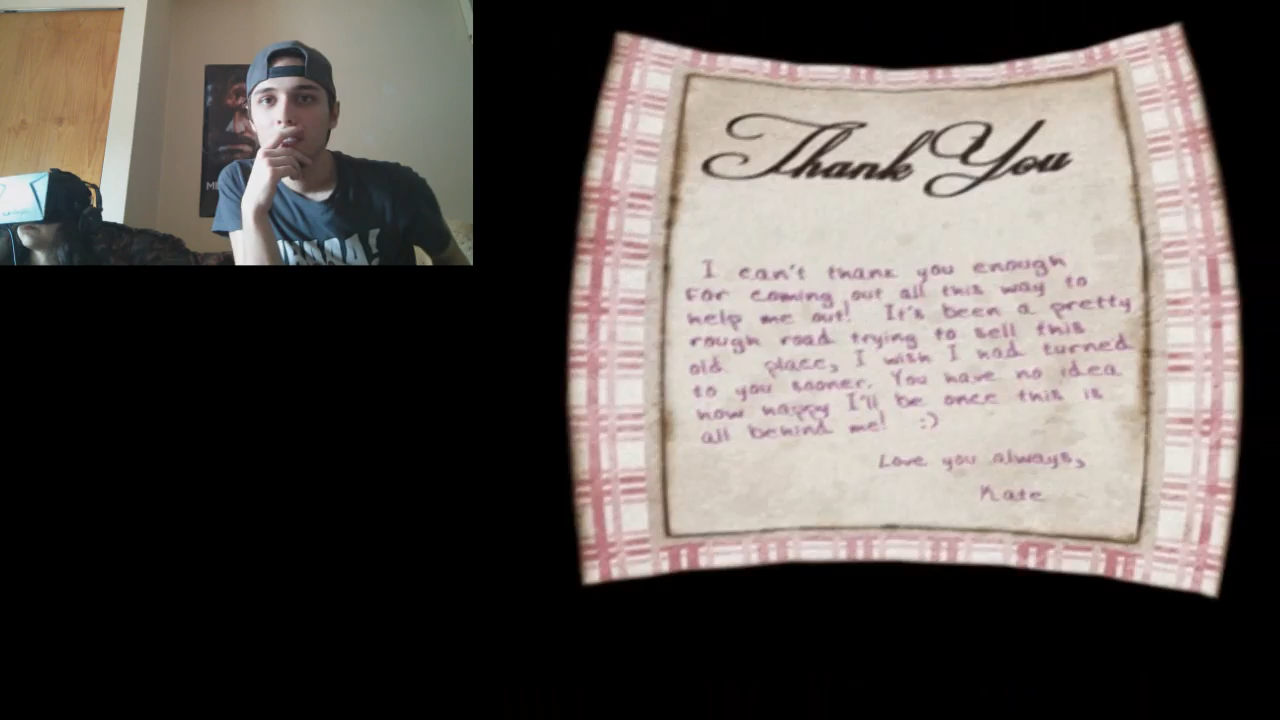 Thank You
I can't thank you enough
for coming out all this way to
help me out! It's been a pretty
rough road trying to sell this
old place, I wish I had turned
to you sooner. You have no idea
how happy I'll be once this is
all behind me! :)
Love you always,
Kate